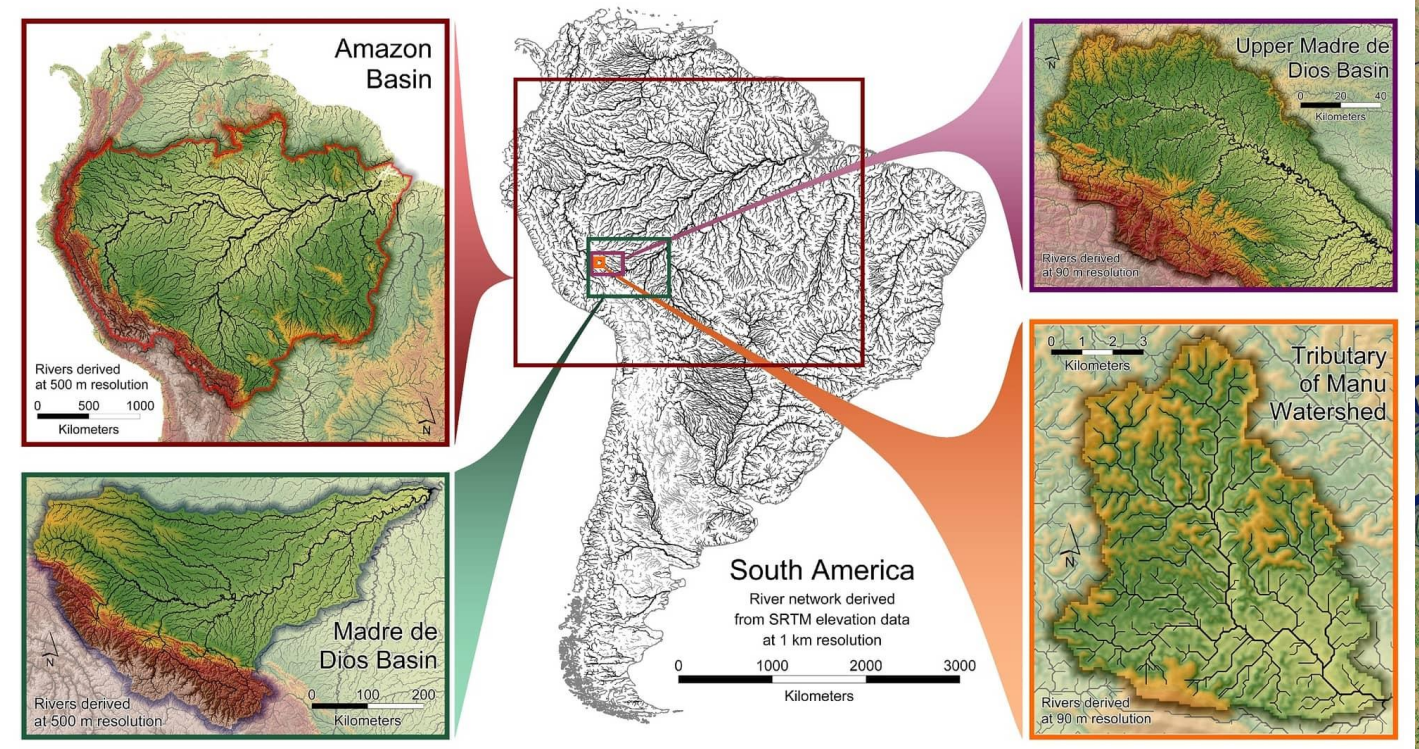 Amazon
Basin
Rivers derived
at 500 m resolution
0 500 1000
Kilometers
N
Madre de
Dios Basin
N
Rivers derived
at 500 m resolution
0 100 200
Kilometers
South America
River network derived
from SRTM elevation data
at 1 km resolution
0 1000 2000 3000
Kilometers
Upper Madre de
Dios Basin
N
0 20 40
Kilometers
Rivers derived
at 90 m resolution
0 1 2 3
Kilometers
Tributary
of Manu
Watershed
N
Rivers derived
at 90 m resolution